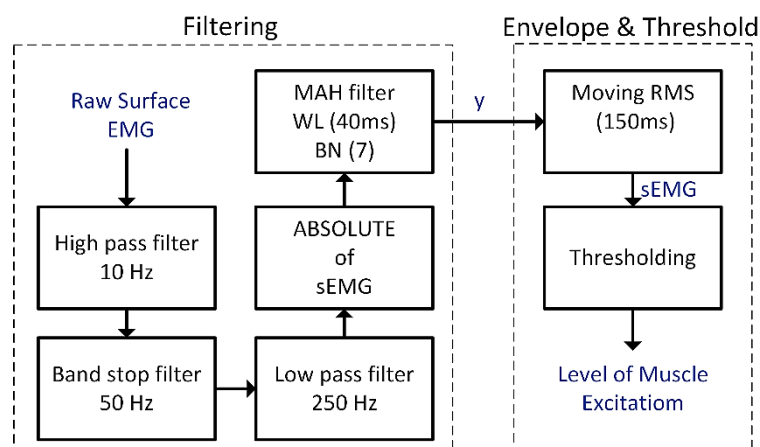 Filtering
Raw Surface
EMG
High pass filter
10 Hz
Band stop filter
50 Hz
Low pass filter
250 Hz
ABSOLUTE
of
sEMG
MAH filter
WL (40ms)
BN (7)
y
Envelope & Threshold
Moving RMS
(150ms)
sEMG
Thresholding
Level of Muscle
Excitatiom